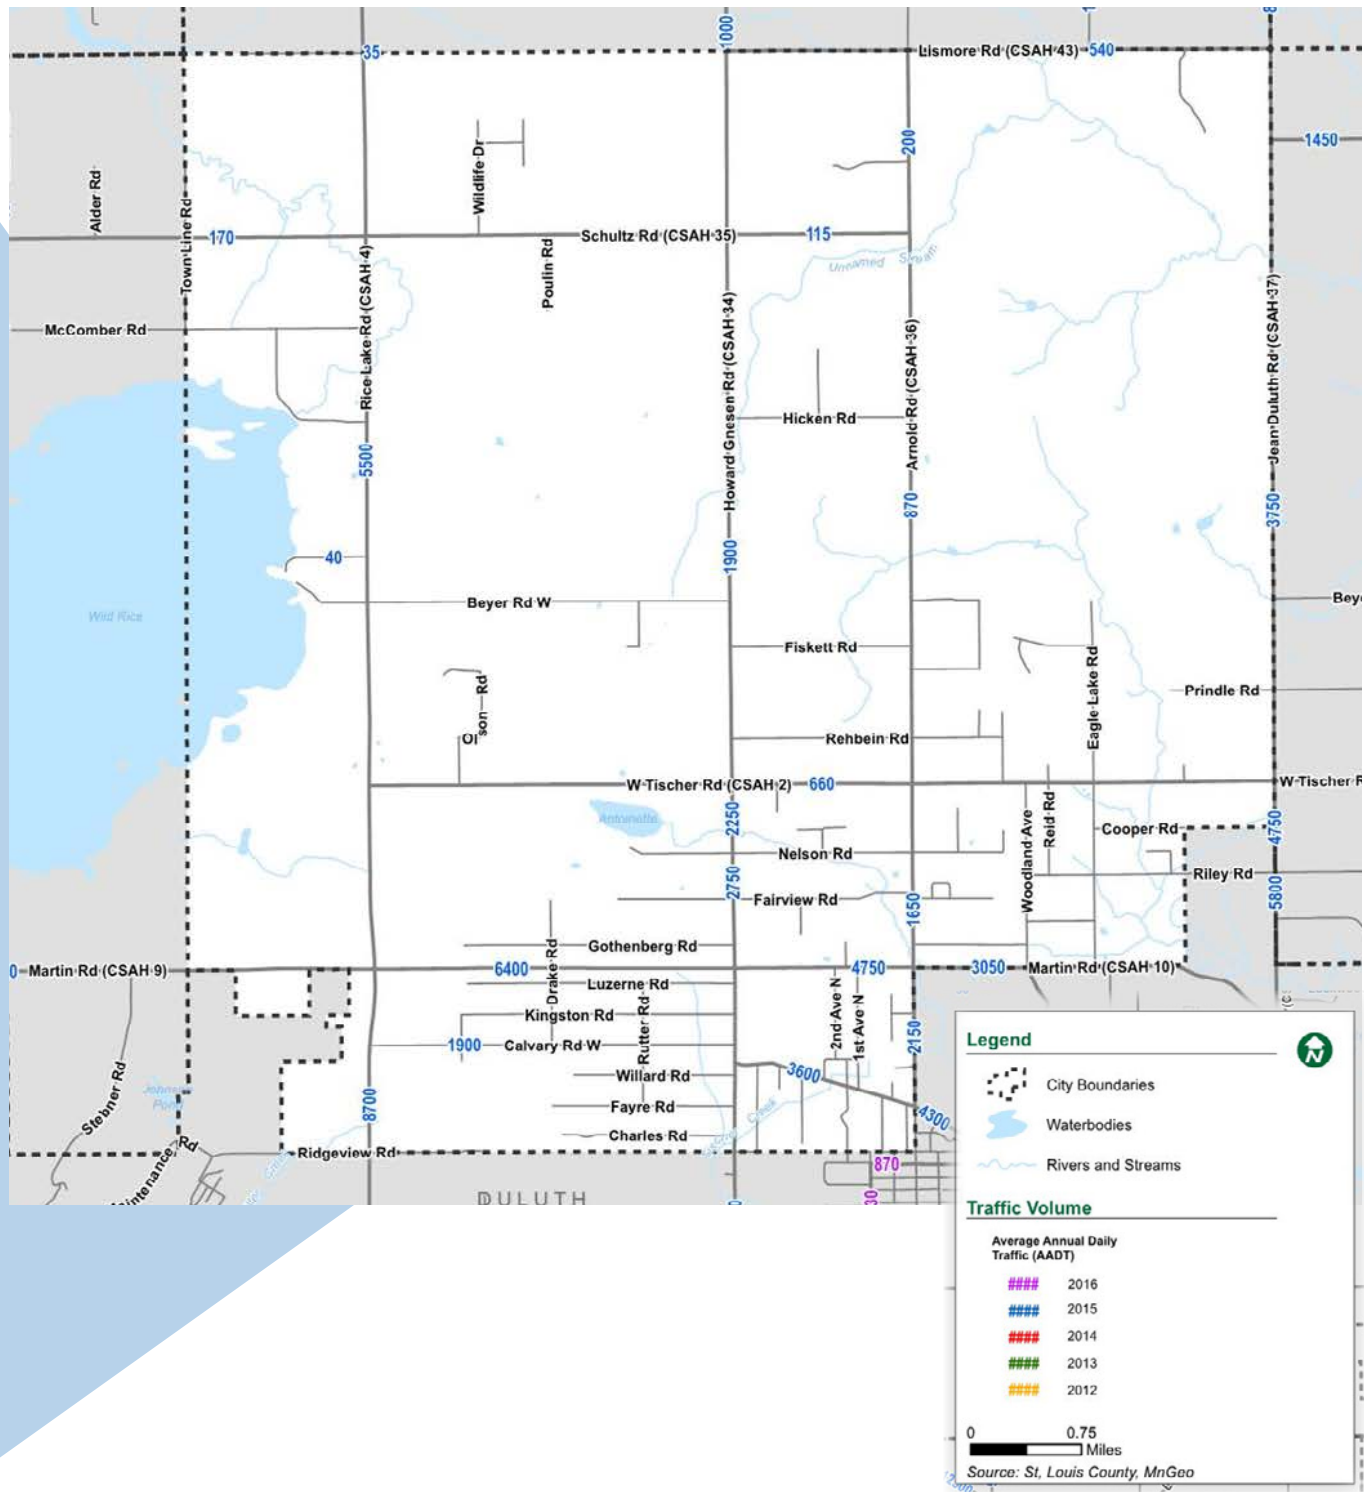 1000
35
Lismore Rd (CSAH 43)
540
200
1450
Alder Rd
Wildlife Dr
Town Line Rd
170
Schultz Rd (CSAH 35)
115
Poulin Rd
Unnamed Stream
Rice Lake Rd (CSAH 4)
McComber Rd
Howard Gnesen Rd (CSAH 34)
Arnold Rd (CSAH 36)
Jean Duluth Rd (CSAH 37)
Hicken Rd
5500
870
3750
1900
40
Beyer Rd W
Wild Rice
Fiskett Rd
Eagle Lake Rd
Prindle Rd
Olson Rd
Rehbein Rd
W Tischer Rd (CSAH 2)
660
W Tischer R
Antoinette
2250
Reid Rd
Woodland Ave
Cooper Rd
4750
Nelson Rd
2750
Riley Rd
Fairview Rd
1650
5800
Gothenberg Rd
Drake Rd
Martin Rd (CSAH 9)
6400
4750
3050
Martin Rd (CSAH 10)
Luzerne Rd
2nd Ave N
1st Ave N
Kingston Rd
Rutter Rd
2150
1900
Calvary Rd W
Willard Rd
3600
Stebner Rd
8700
Fayre Rd
4300
Charles Rd
Ridgeview Rd
870
DULUTH
Legend
N
City Boundaries
Waterbodies
Rivers and Streams
Traffic Volume
Average Annual Daily
Traffic (AADT)
#### 2016
#### 2015
#### 2014
#### 2013
#### 2012
0 0.75
Miles
Source: St, Louis County, MnGeo